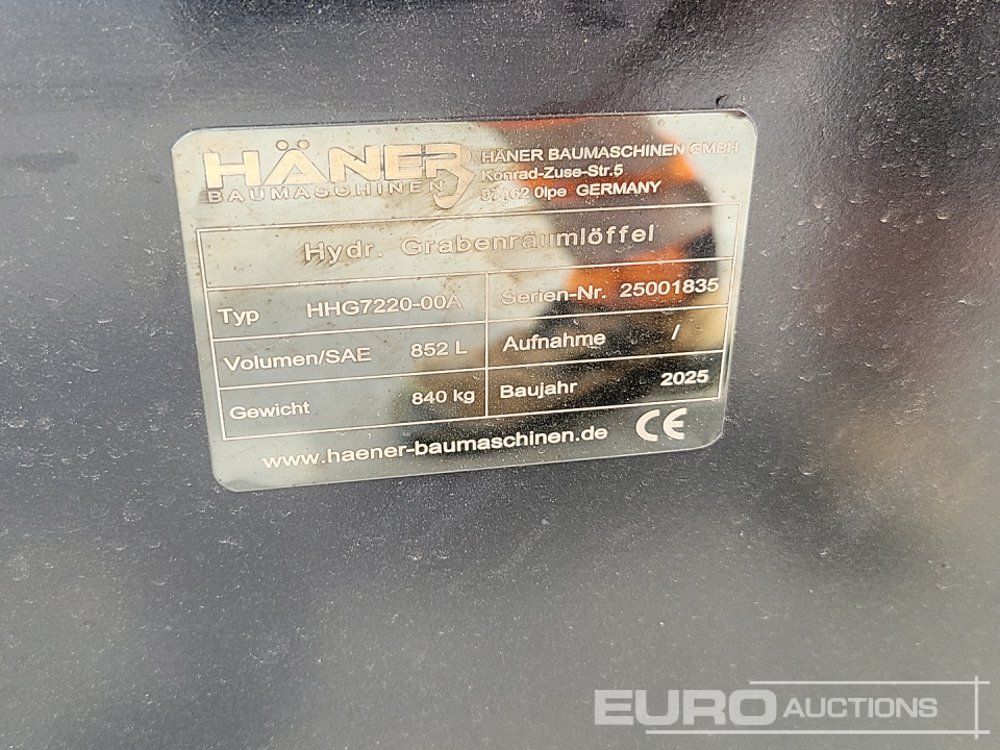 HÄNER
BAUMASCHINEN
HÄNER BAUMASCHINEN GMBH
Konrad-Zuse-Str.5
57462 Olpe GERMANY
Hydr. Grabenräumlöffel
Typ HHG7220-00A
Serien-Nr. 25001835
Volumen/SAE 852 L
Aufnahme /
Gewicht 840 kg
Baujahr 2025
www.haener-baumaschinen.de CE
EURO AUCTIONS